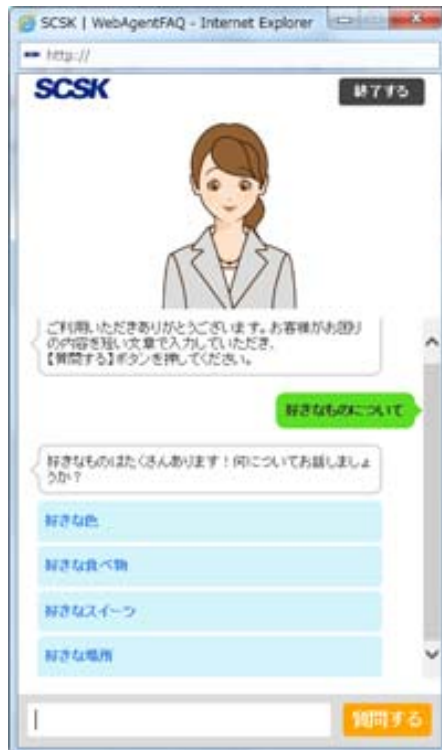 SCSK | WebAgentFAQ - Internet Explorer
http://
SCSK
終了する
ご利用いただきありがとうございます。お客様がお困り
の内容を短い文章で入力していただき、
【質問する】ボタンを押してください。
好きなものについて
好きなものはたくさんあります！何についてお話しましょ
うか？
好きな色
好きな食べ物
好きなスイーツ
好きな場所
質問する